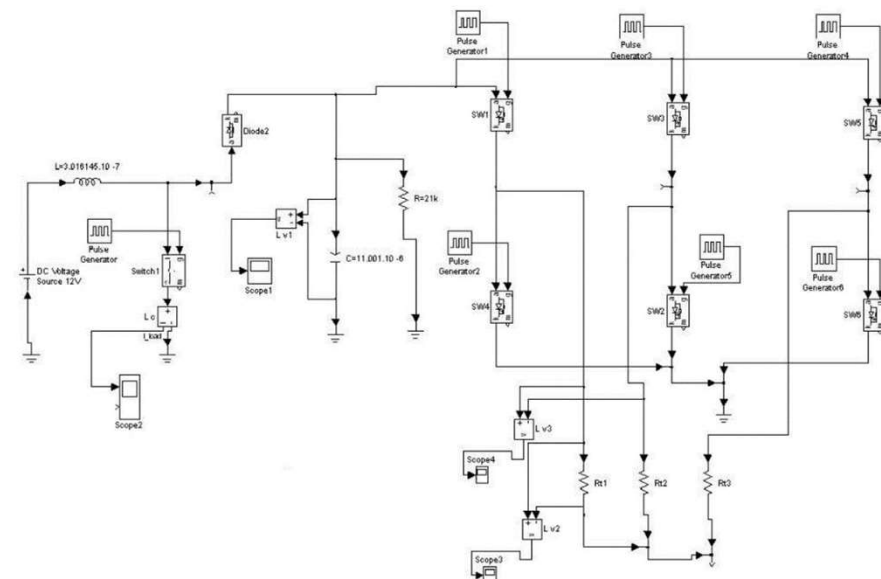 Pulse
Generator1
Pulse
Generator3
Pulse
Generator4
g
a
k
m
Diode2
SW1
SW3
SW5
L=3.016145.10 -7
R=21k
Pulse
Generator
DC Voltage
Source 12V
Switch1
L v1
Scope1
C=11.001.10 -6
L c
i_load
Scope2
Pulse
Generator2
SW4
Pulse
Generator5
SW2
Pulse
Generator6
SW6
L v3
Scope4
Rt1
Rt2
Rt3
L v2
Scope3